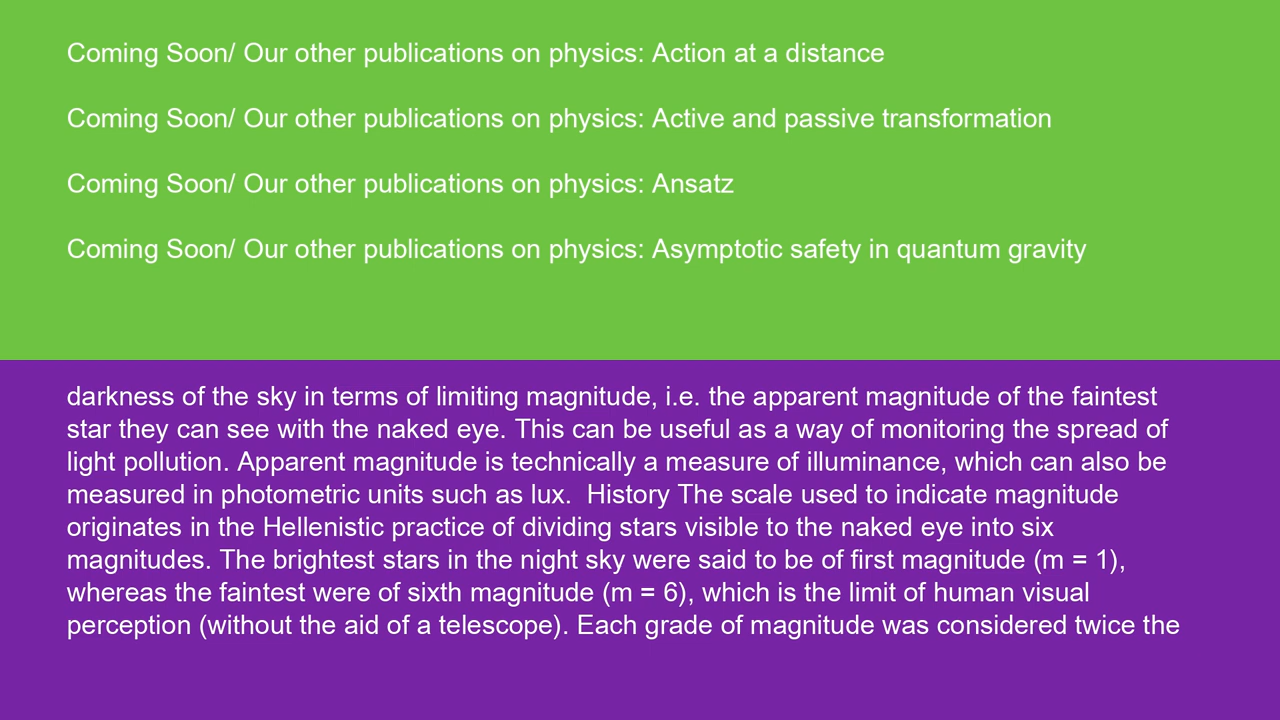 Coming Soon/ Our other publications on physics: Action at a distance
Coming Soon/ Our other publications on physics: Active and passive transformation
Coming Soon/ Our other publications on physics: Ansatz
Coming Soon/ Our other publications on physics: Asymptotic safety in quantum gravity
darkness of the sky in terms of limiting magnitude, i.e. the apparent magnitude of the faintest
star they can see with the naked eye. This can be useful as a way of monitoring the spread of
light pollution. Apparent magnitude is technically a measure of illuminance, which can also be
measured in photometric units such as lux.  History The scale used to indicate magnitude
originates in the Hellenistic practice of dividing stars visible to the naked eye into six
magnitudes. The brightest stars in the night sky were said to be of first magnitude (m = 1),
whereas the faintest were of sixth magnitude (m = 6), which is the limit of human visual
perception (without the aid of a telescope). Each grade of magnitude was considered twice the